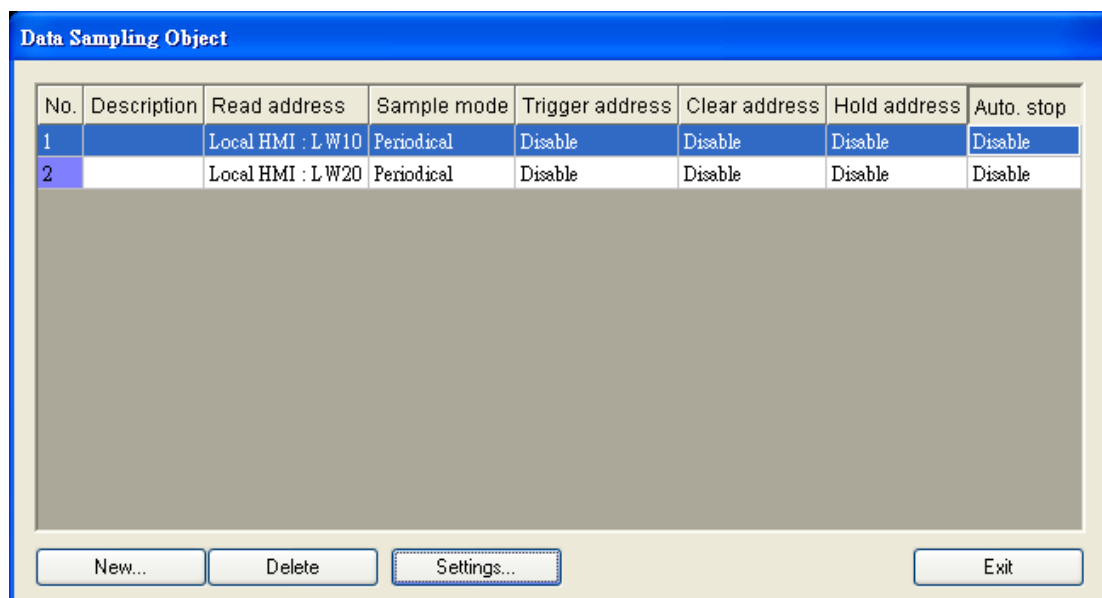 Data Sampling Object
No. Description Read address Sample mode Trigger address Clear address Hold address Auto. stop
1 Local HMI : LW10 Periodical Disable Disable Disable Disable
2 Local HMI : LW20 Periodical Disable Disable Disable Disable
New... Delete Settings... Exit